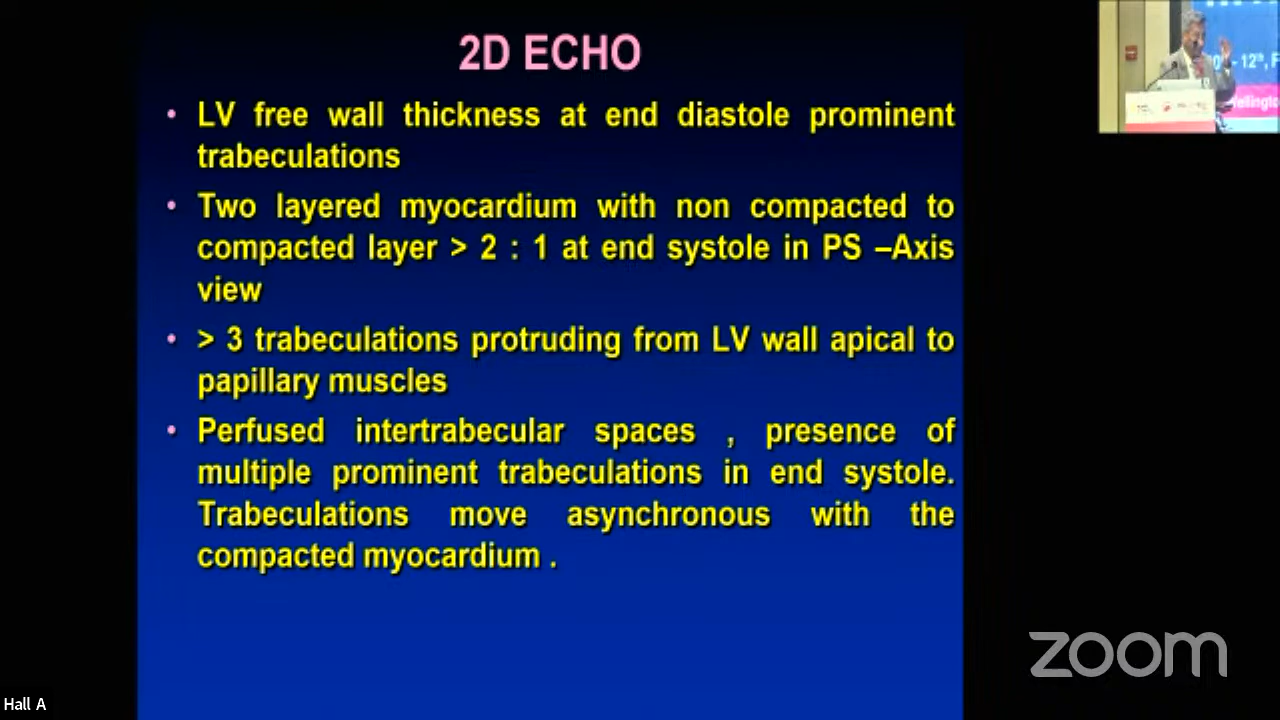 2D ECHO
• LV free wall thickness at end diastole prominent
trabeculations
• Two layered myocardium with non compacted to
compacted layer > 2 : 1 at end systole in PS –Axis
view
• > 3 trabeculations protruding from LV wall apical to
papillary muscles
• Perfused intertrabecular spaces , presence of
multiple prominent trabeculations in end systole.
Trabeculations move asynchronous with the
compacted myocardium .
12th, F
zoom
Hall A